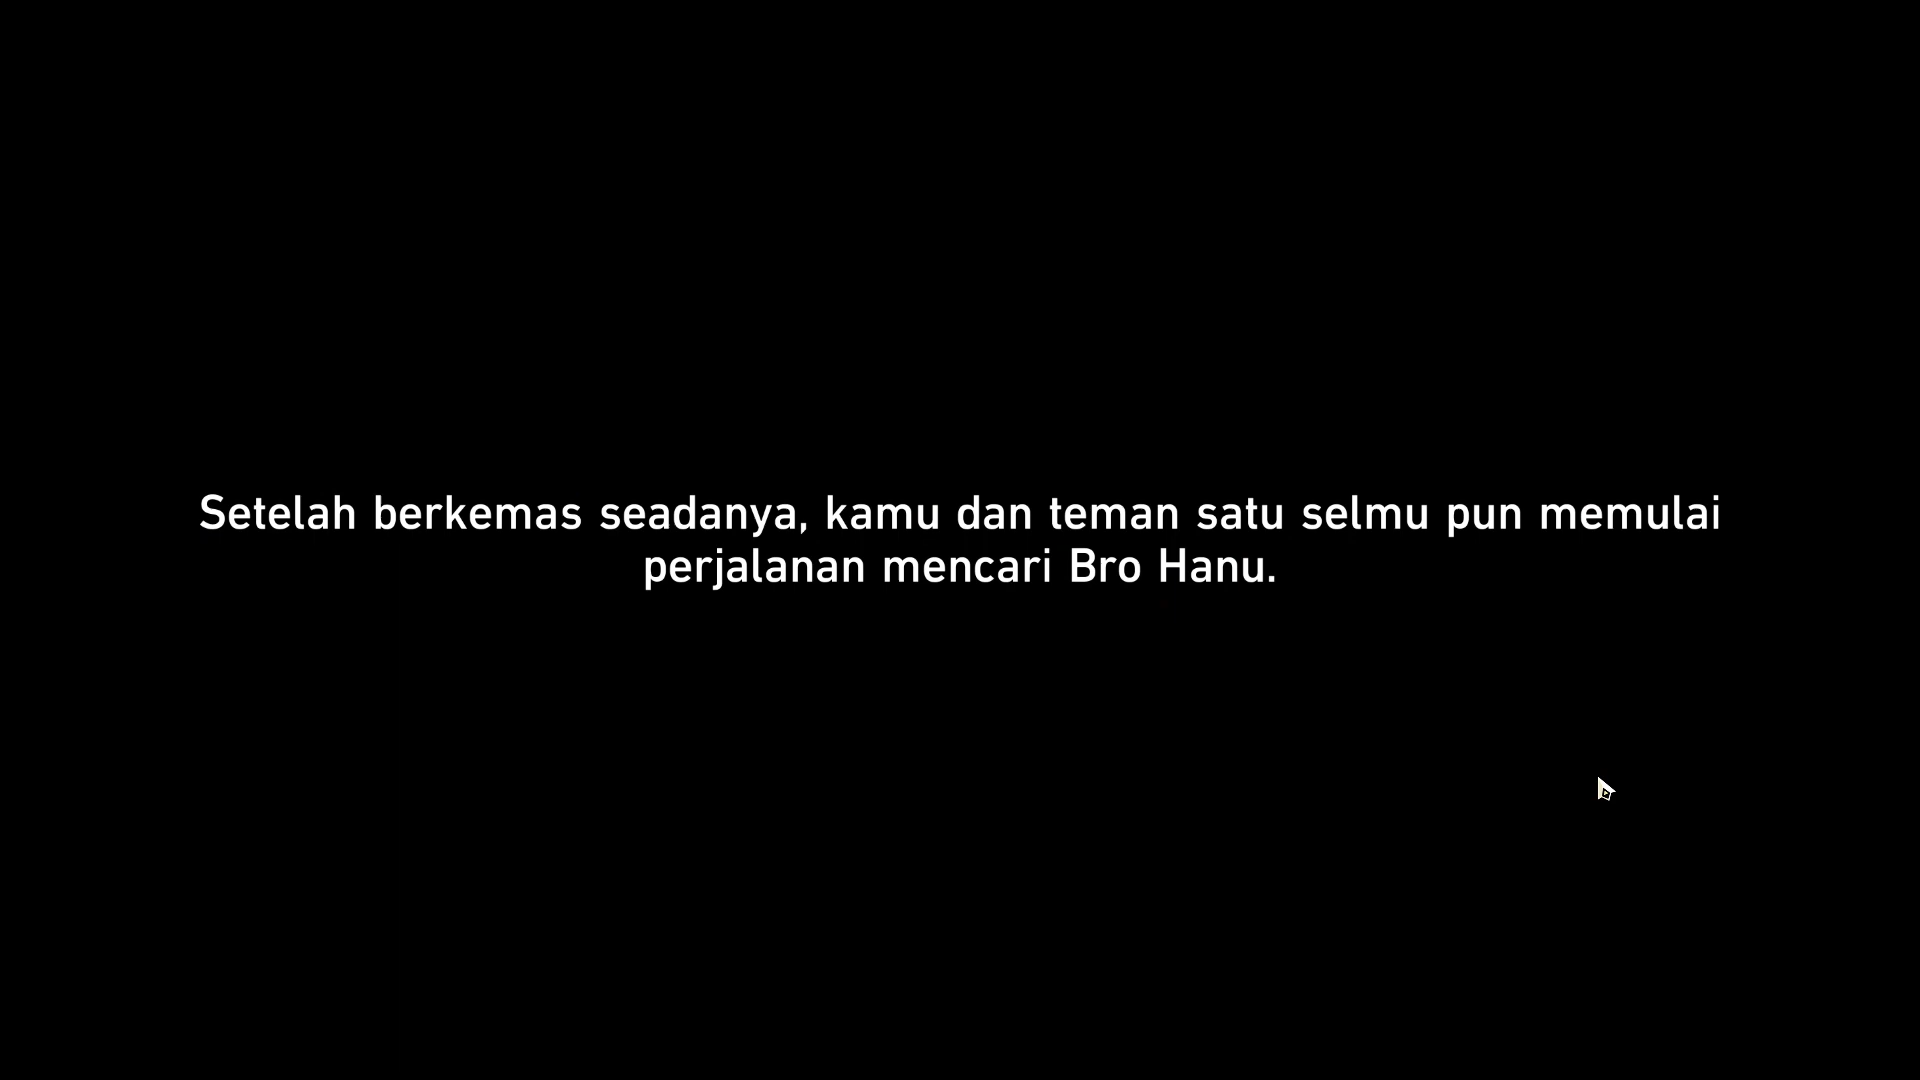 Setelah berkemas seadanya, kamu dan teman satu selmu pun memulai
perjalanan mencari Bro Hanu.